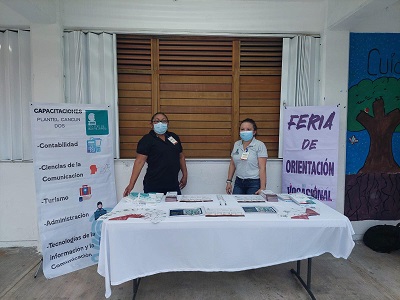 CAPACITACIONES
PLANTEL CANCUN
DOS
-Contabilidad
-Ciencias de la
Comunicación
-Turismo
-Administración
-Tecnologías de la
Información y la
Comunicación
FERIA
DE
ORIENTACIÓN
VOCACIONAL